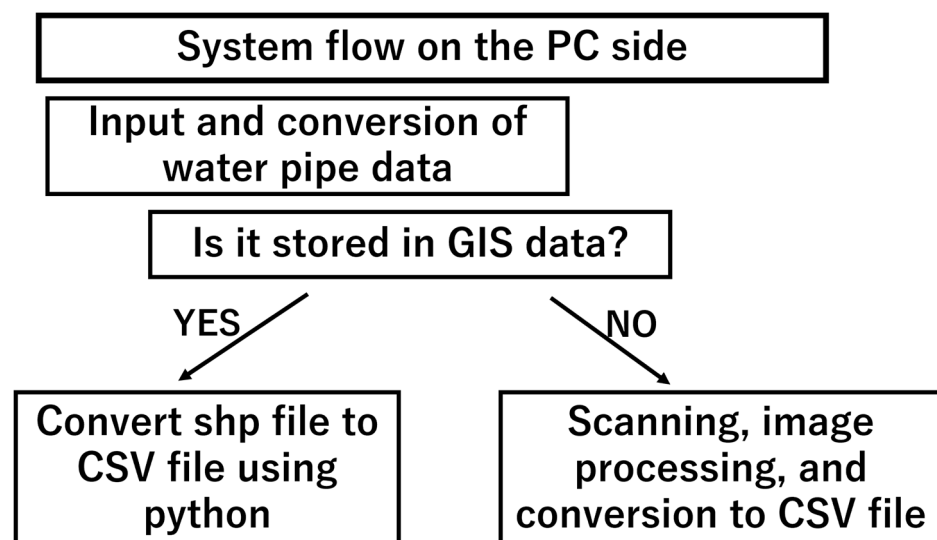 System flow on the PC side
Input and conversion of
water pipe data
Is it stored in GIS data?
YES
NO
Convert shp file to
CSV file using
python
Scanning, image
processing, and
conversion to CSV file